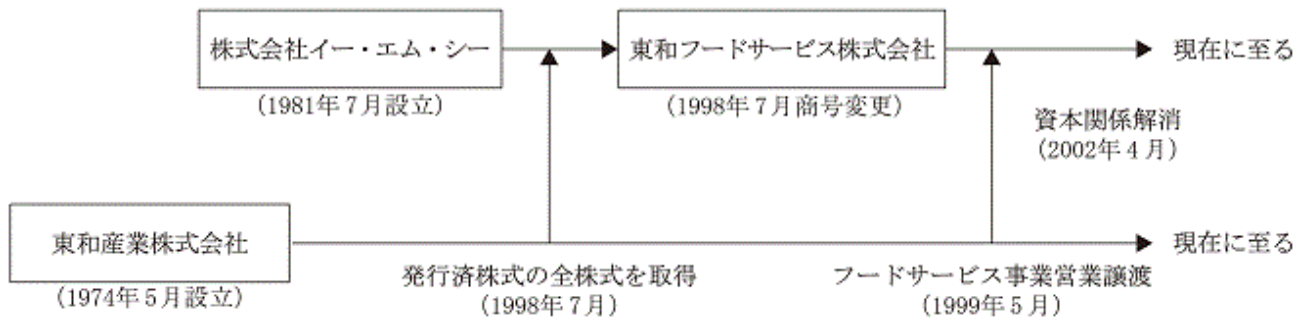 株式会社イー・エム・シー
(1981年7月設立)
東和フードサービス株式会社
(1998年7月商号変更)
現在に至る
資本関係解消
(2002年4月)
東和産業株式会社
(1974年5月設立)
発行済株式の全株式を取得
(1998年7月)
フードサービス事業営業譲渡
(1999年5月)
現在に至る